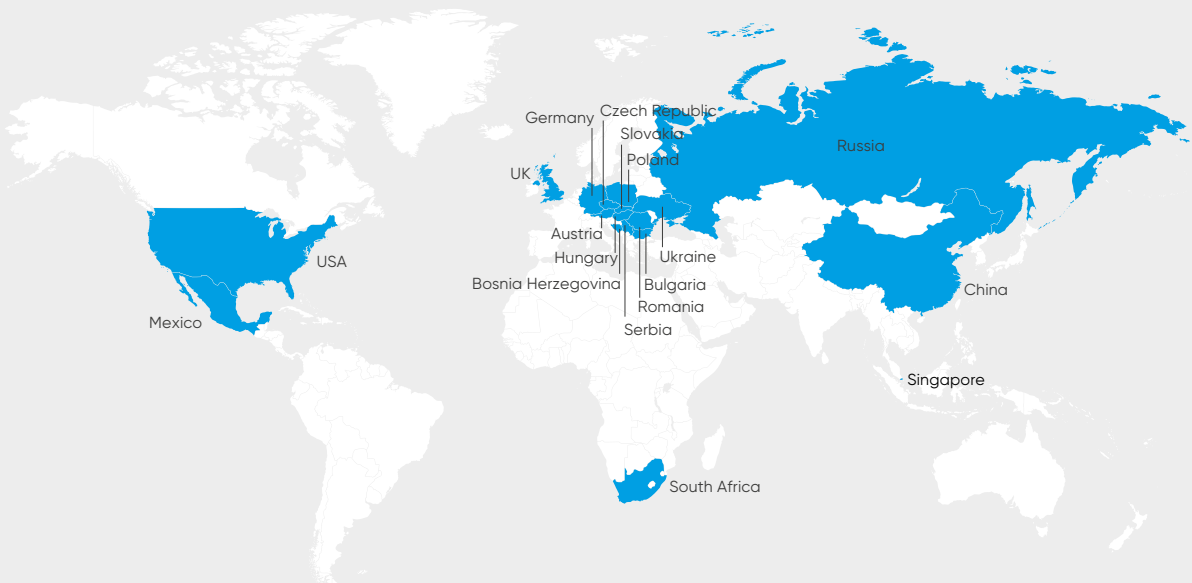 Czech Republic
Germany
Slovakia
Russia
Poland
UK
Austria
Ukraine
Hungary
USA
Bosnia Herzegovina
Bulgaria
China
Romania
Mexico
Serbia
Singapore
South Africa